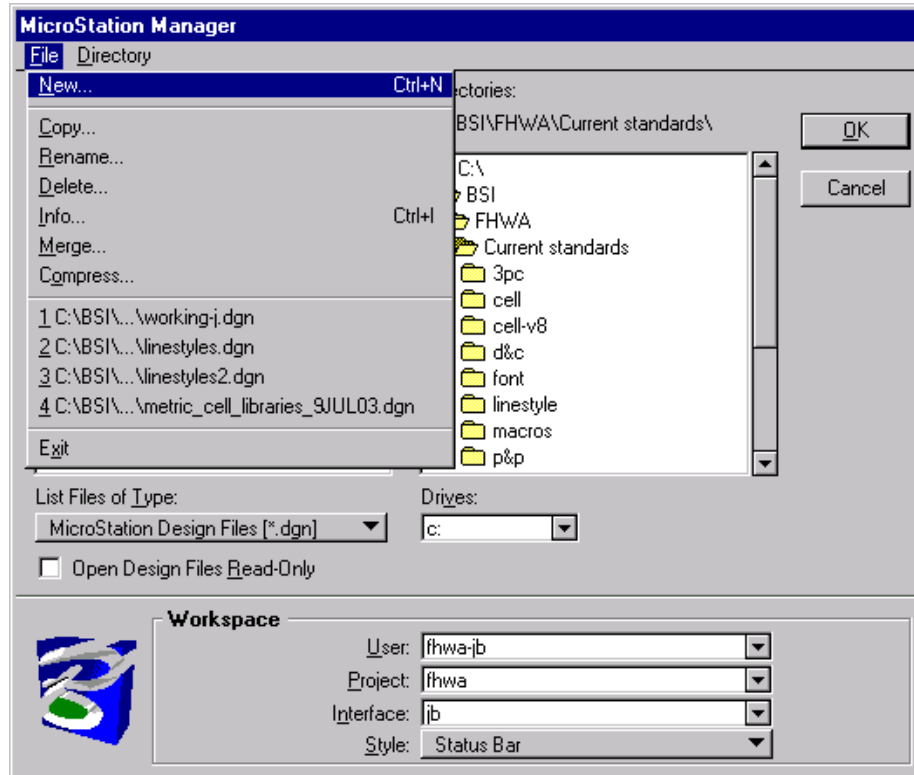 MicroStation Manager
File Directory
New... Ctrl+N
Copy...
Rename...
Delete...
Info... Ctrl+I
Merge...
Compress...
1 C:\BSI\...\working-j.dgn
2 C:\BSI\...\linestyles.dgn
3 C:\BSI\...\linestyles2.dgn
4 C:\BSI\...\metric_cell_libraries_9JUL03.dgn
Exit
ectories:
BSI\FHWA\Current standards\
C:\
BSI
FHWA
Current standards
3pc
cell
cell-v8
d&c
font
linestyle
macros
p&p
OK
Cancel
List Files of Type:
MicroStation Design Files [*.dgn]
Drives:
c:
Open Design Files Read-Only
Workspace
User: fhwa-jb
Project: fhwa
Interface: jb
Style: Status Bar